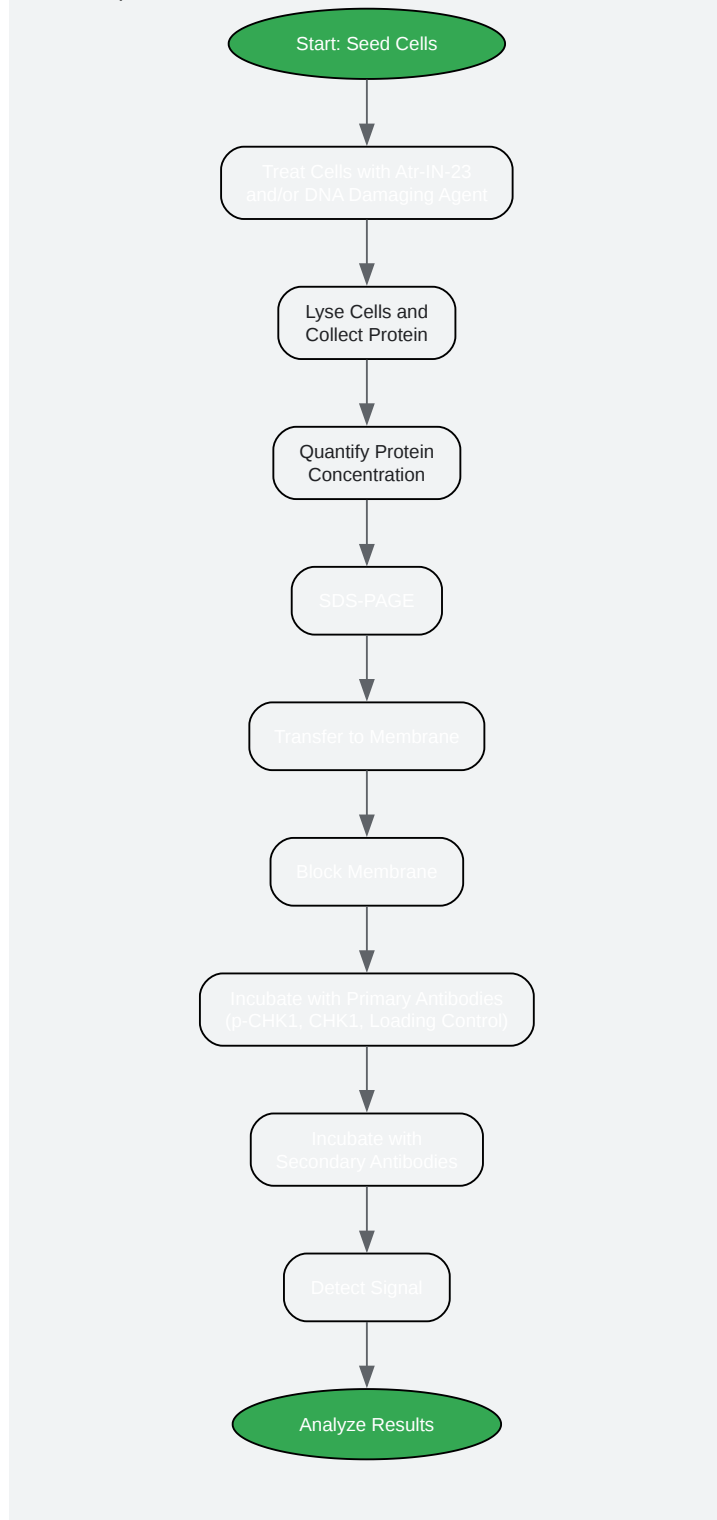 Start: Seed Cells
Treat Cells with Atr-IN-23
and/or DNA Damaging Agent
Lyse Cells and
Collect Protein
Quantify Protein
Concentration
SDS-PAGE
Transfer to Membrane
Block Membrane
Incubate with Primary Antibodies
(p-CHK1, CHK1, Loading Control)
Incubate with
Secondary Antibodies
Detect Signal
Analyze Results